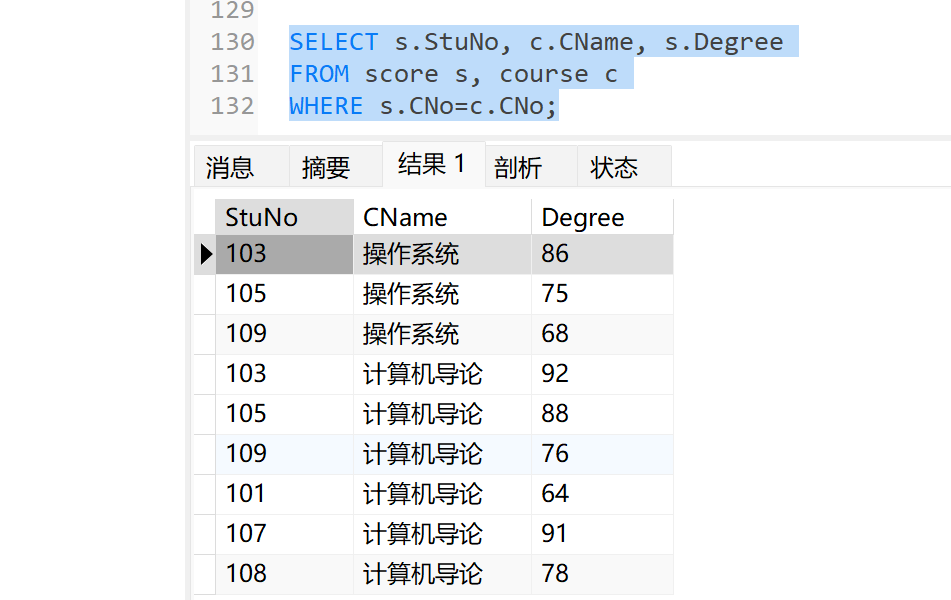 129
130 SELECT s.StuNo, c.CName, s.Degree
131 FROM score s, course c
132 WHERE s.CNo=c.CNo;
消息 摘要 结果 1 剖析 状态
StuNo CName Degree
103 操作系统 86
105 操作系统 75
109 操作系统 68
103 计算机导论 92
105 计算机导论 88
109 计算机导论 76
101 计算机导论 64
107 计算机导论 91
108 计算机导论 78